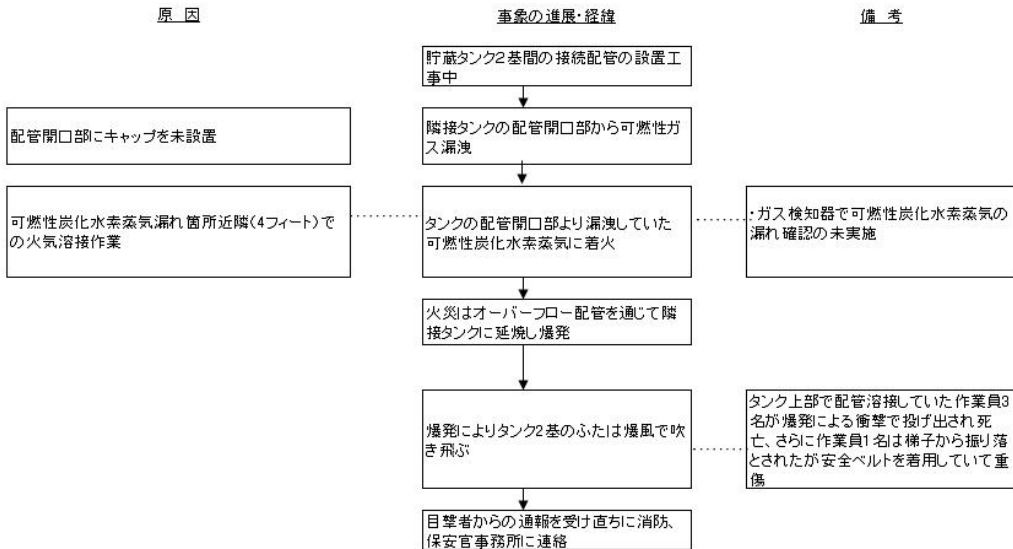 原 因
事象の進展・経緯
備 考
貯蔵タンク2基間の接続配管の設置工
事中
配管開口部にキャップを未設置
隣接タンクの配管開口部から可燃性ガ
ス漏洩
可燃性炭化水素蒸気漏れ箇所近隣(4フィート)で
の火気溶接作業
タンクの配管開口部より漏洩していた
可燃性炭化水素蒸気に着火
・ガス検知器で可燃性炭化水素蒸気の
漏れ確認の未実施
火災はオーバーフロー配管を通じて隣
接タンクに延焼し爆発
爆発によりタンク2基のふたは爆風で吹
き飛ぶ
タンク上部で配管溶接していた作業員3
名が爆発による衝撃で投げ出され死
亡、さらに作業員1名は梯子から振り落
とされたが安全ベルトを着用していて重
傷
目撃者からの通報を受け直ちに消防、
保安官事務所に連絡